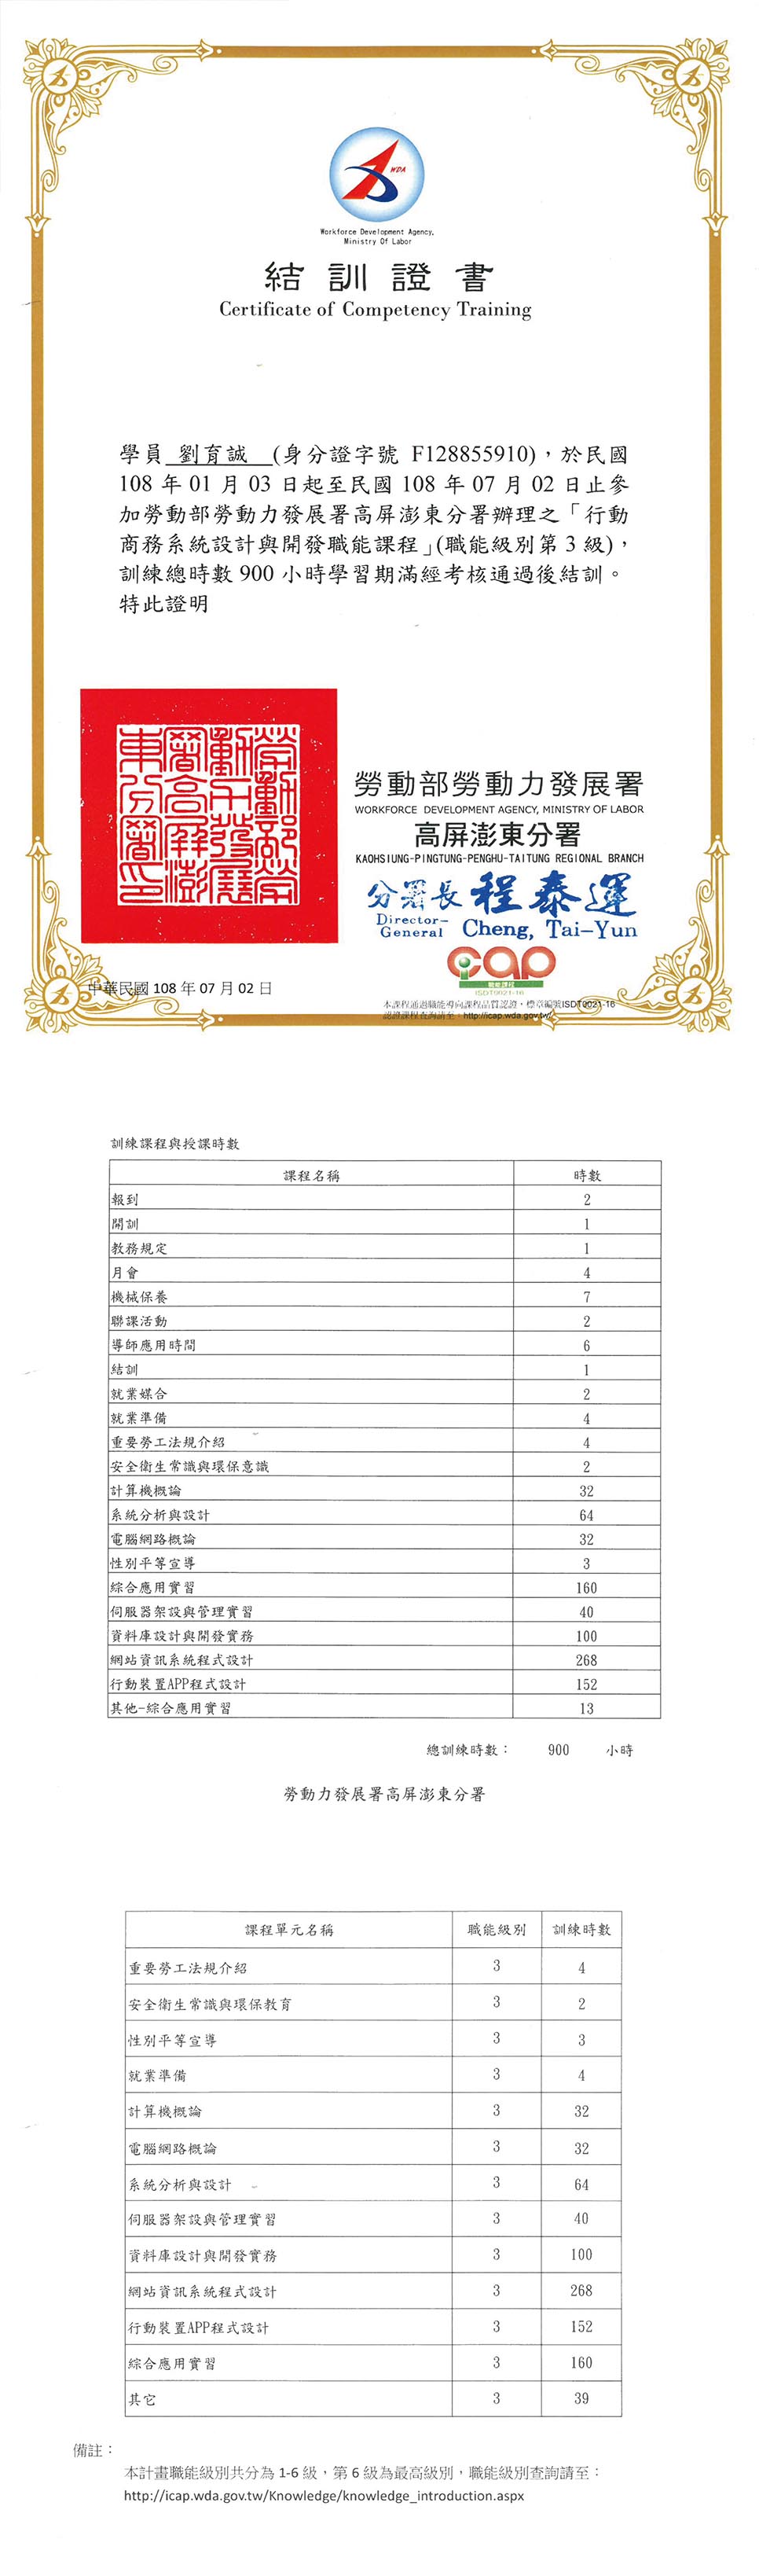 WDA
Workforce Development Agency,
Ministry Of Labor
結訓證書
Certificate of Competency Training
學員 劉育誠 (身分證字號 F128855910)，於民國
108 年 01 月 03 日起至民國 108 年 07 月 02 日止參
加勞動部勞動力發展署高屏澎東分署辦理之「行動
商務系統設計與開發職能課程」(職能級別第 3 級)，
訓練總時數 900 小時學習期滿經考核通過後結訓。
特此證明
勞動部勞動力發展署高屏澎東分署印
勞動部勞動力發展署
WORKFORCE DEVELOPMENT AGENCY, MINISTRY OF LABOR
高屏澎東分署
KAOHSIUNG-PINGTUNG-PENGHU-TAITUNG REGIONAL BRANCH
分署長 程泰運
Director-General Cheng, Tai-Yun
iCap
職能課程
ISDT0021-16
本課程通過職能導向課程品質認證，標章編號ISDT0021-16
認證課程查詢請至：http://icap.wda.gov.tw/
中華民國 108 年 07 月 02 日
訓練課程與授課時數
課程名稱 時數
報到 2
開訓 1
教務規定 1
月會 4
機械保養 7
聯課活動 2
導師應用時間 6
結訓 1
就業媒合 2
就業準備 4
重要勞工法規介紹 4
安全衛生常識與環保意識 2
計算機概論 32
系統分析與設計 64
電腦網路概論 32
性別平等宣導 3
綜合應用實習 160
伺服器架設與管理實習 40
資料庫設計與開發實務 100
網站資訊系統程式設計 268
行動裝置APP程式設計 152
其他-綜合應用實習 13
總訓練時數： 900 小時
勞動力發展署高屏澎東分署
課程單元名稱 職能級別 訓練時數
重要勞工法規介紹 3 4
安全衛生常識與環保教育 3 2
性別平等宣導 3 3
就業準備 3 4
計算機概論 3 32
電腦網路概論 3 32
系統分析與設計 3 64
伺服器架設與管理實習 3 40
資料庫設計與開發實務 3 100
網站資訊系統程式設計 3 268
行動裝置APP程式設計 3 152
綜合應用實習 3 160
其它 3 39
備註：
本計畫職能級別共分為 1-6 級，第 6 級為最高級別，職能級別查詢請至：
http://icap.wda.gov.tw/Knowledge/knowledge_introduction.aspx